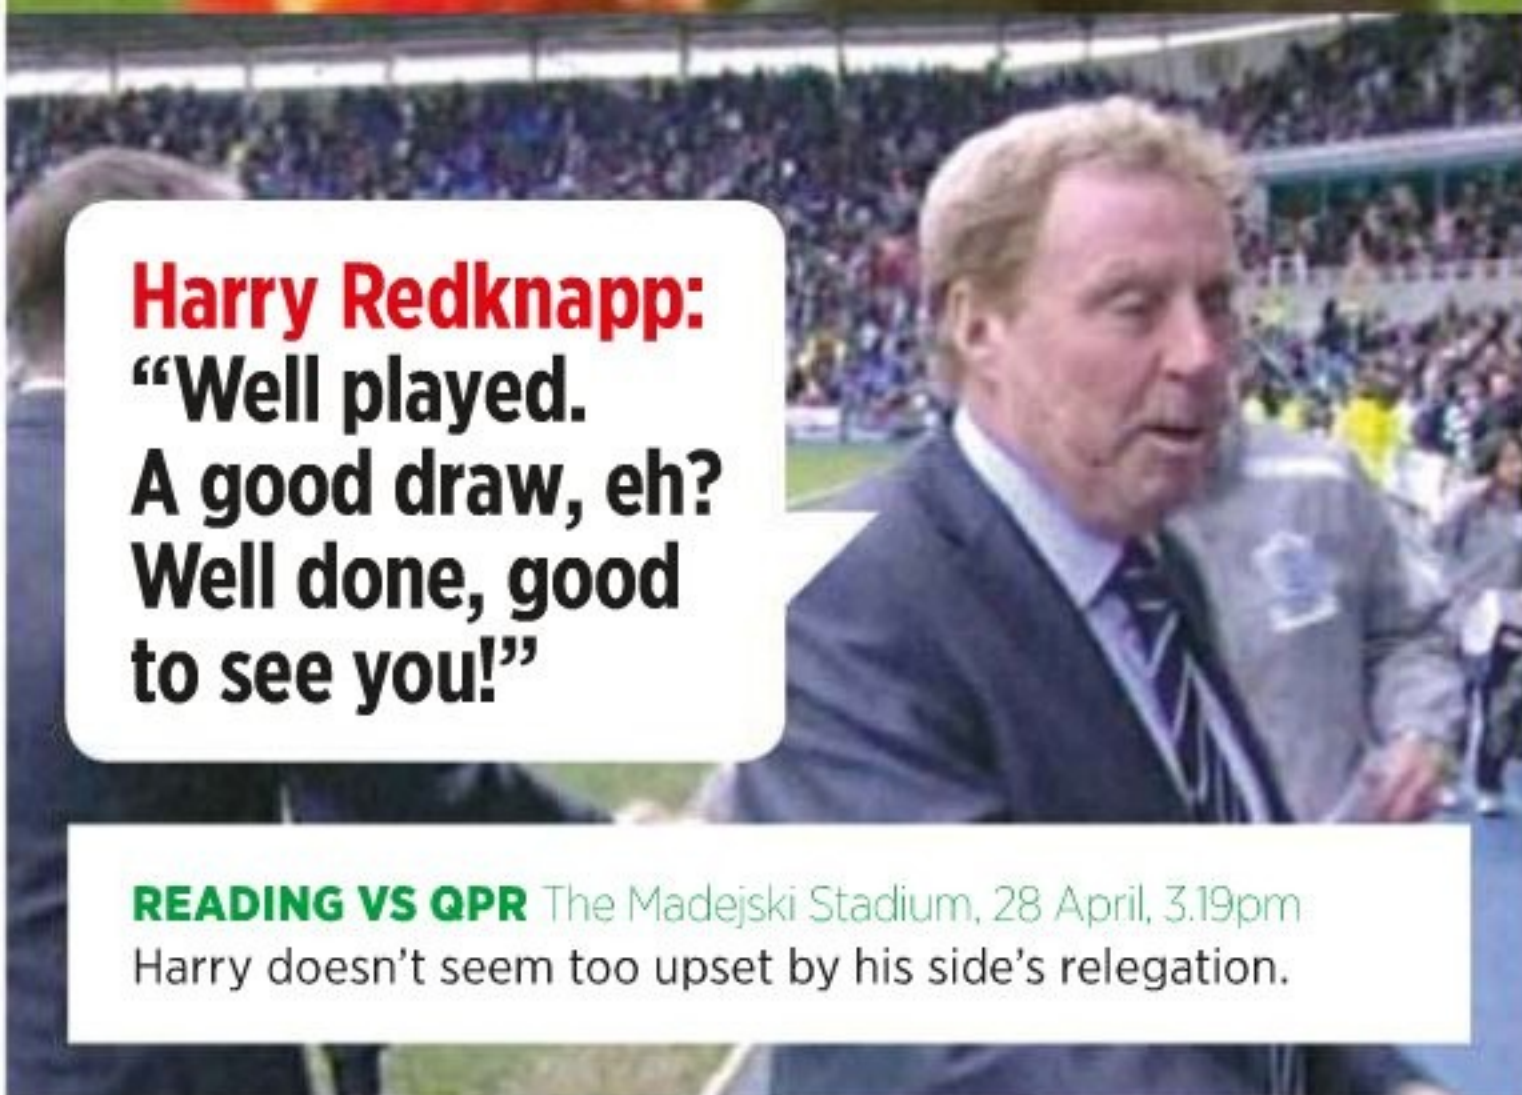 Harry Redknapp:
“Well played.
A good draw, eh?
Well done, good
to see you!”
READING VS QPR The Madejski Stadium, 28 April, 3.19pm
Harry doesn’t seem too upset by his side’s relegation.